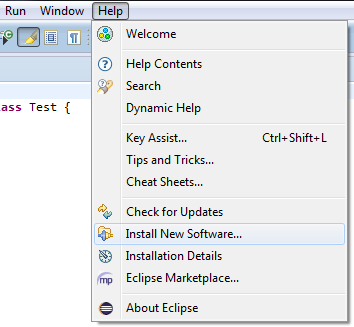 Run Window Help
Welcome
Help Contents
Search
Dynamic Help
ass Test {
Key Assist... Ctrl+Shift+L
Tips and Tricks...
Cheat Sheets...
Check for Updates
Install New Software...
Installation Details
mp Eclipse Marketplace...
About Eclipse